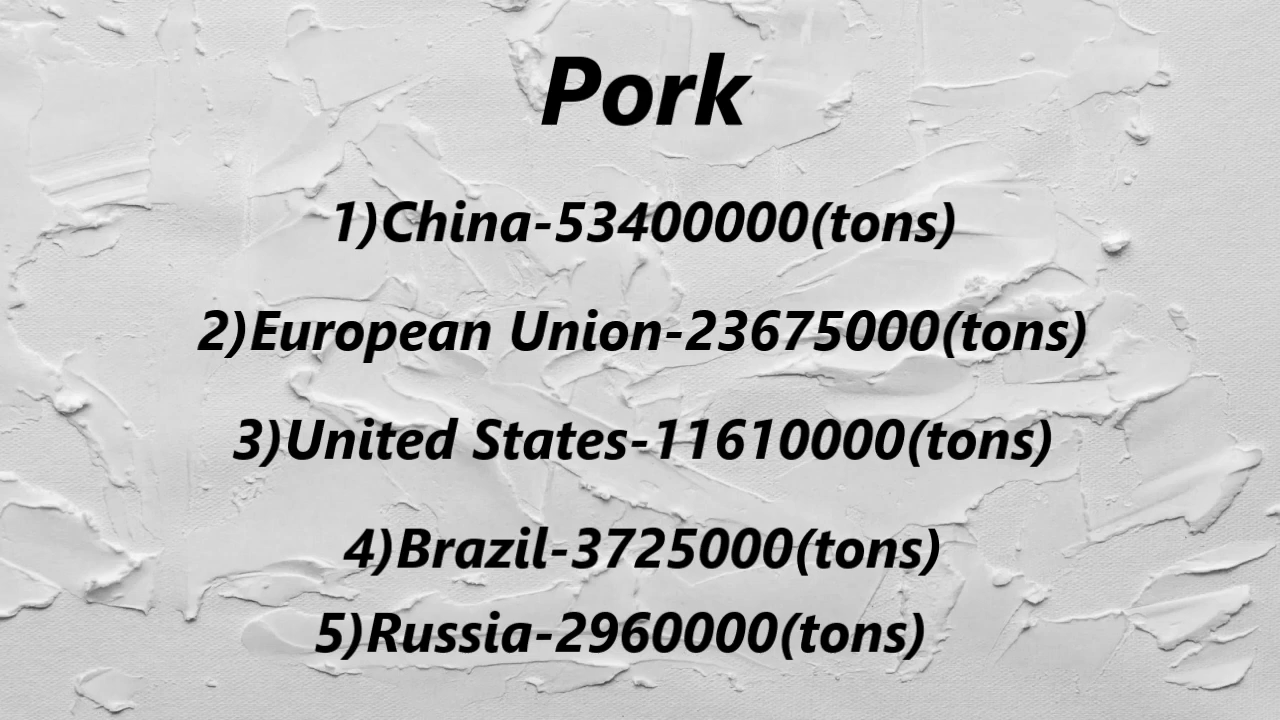 Pork
1)China-53400000(tons)
2)European Union-23675000(tons)
3)United States-11610000(tons)
4)Brazil-3725000(tons)
5)Russia-2960000(tons)